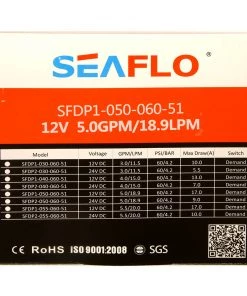 SEAFLO
SFDP1-050-060-51
12V 5.0GPM/18.9LPM
Model Voltage GPM/LPM PSI/BAR Max Draw(A) Switch
SFDP1-030-060-51 12V DC 3.0/11.5 60/4.2 10.0 Demand
SFDP2-030-060-51 24V DC 3.0/11.5 60/4.2 5.5 Demand
SFDP1-040-060-51 12V DC 4.0/15.0 60/4.2 13.0 Demand
SFDP2-040-060-51 24V DC 4.0/15.0 60/4.2 7.0 Demand
SFDP1-050-060-51 12V DC 5.0/18.9 60/4.2 17.0 Demand
SFDP2-050-060-51 24V DC 5.0/18.9 60/4.2 9.0 Demand
SFDP1-055-060-51 12V DC 5.5/20.0 60/4.2 17.0 Demand
SFDP2-055-060-51 24V DC 5.5/20.0 60/4.2 10.0 Demand
CE RoHS ISO9001:2008 SGS